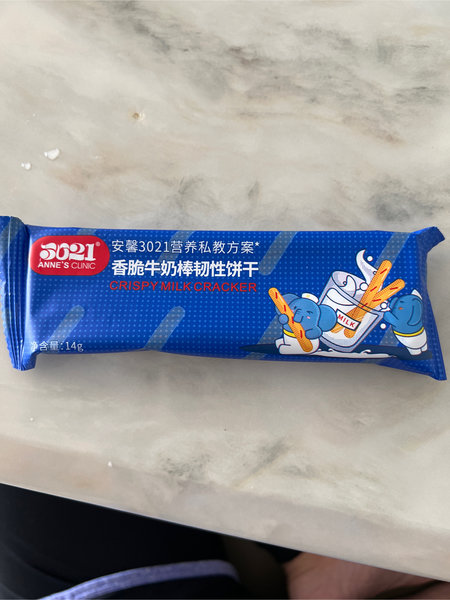 3021®
ANNE'S CLINIC
安馨3021营养私教方案*
香脆牛奶棒韧性饼干
CRISPY MILK CRACKER
MILK
净含量:14g